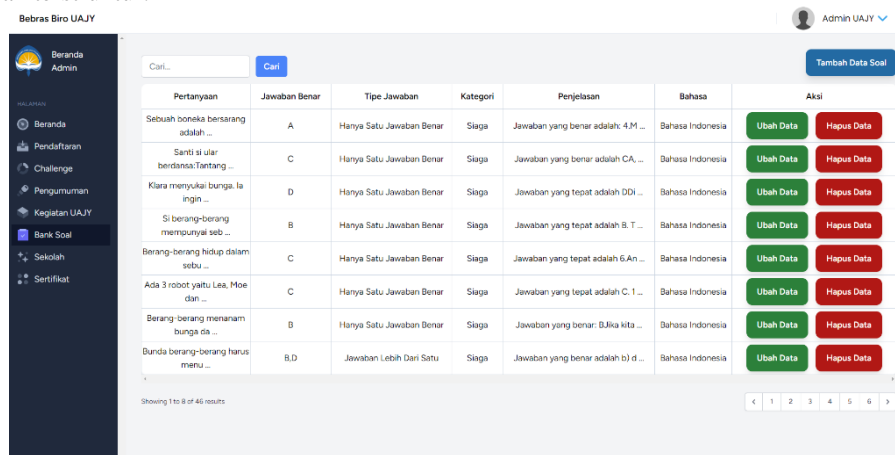 Bebras Biro UAJY
Admin UAJY
Beranda
Admin
HALAMAN
Beranda
Pendaftaran
Challenge
Pengumuman
Kegiatan UAJY
Bank Soal
Sekolah
Sertifikat
Cari...
Cari
Tambah Data Soal
Pertanyaan Jawaban Benar Tipe Jawaban Kategori Penjelasan Bahasa Aksi
Sebuah boneka bersarang
adalah ...
A Hanya Satu Jawaban Benar Siaga Jawaban yang benar adalah: 4.M ... Bahasa Indonesia Ubah Data Hapus Data
Santi si ular
berdansa:Tantang ...
C Hanya Satu Jawaban Benar Siaga Jawaban yang benar adalah CA, ... Bahasa Indonesia Ubah Data Hapus Data
Klara menyukai bunga. Ia
ingin ...
D Hanya Satu Jawaban Benar Siaga Jawaban yang tepat adalah DDi ... Bahasa Indonesia Ubah Data Hapus Data
Si berang-berang
mempunyai seb ...
B Hanya Satu Jawaban Benar Siaga Jawaban yang tepat adalah B. T ... Bahasa Indonesia Ubah Data Hapus Data
Berang-berang hidup dalam
sebu ...
C Hanya Satu Jawaban Benar Siaga Jawaban yang tepat adalah 6.An ... Bahasa Indonesia Ubah Data Hapus Data
Ada 3 robot yaitu Lea, Moe
dan ...
C Hanya Satu Jawaban Benar Siaga Jawaban yang tepat adalah C. 1 ... Bahasa Indonesia Ubah Data Hapus Data
Berang-berang menanam
bunga da ...
B Hanya Satu Jawaban Benar Siaga Jawaban yang benar: BJika kita ... Bahasa Indonesia Ubah Data Hapus Data
Bunda berang-berang harus
menu ...
B,D Jawaban Lebih Dari Satu Siaga Jawaban yang benar adalah b) d ... Bahasa Indonesia Ubah Data Hapus Data
Showing 1 to 8 of 46 results
< 1 2 3 4 5 6 >